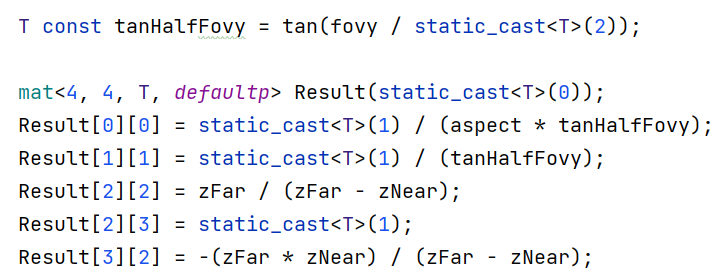 T const tanHalfFovy = tan(fovy / static_cast<T>(2));
mat<4, 4, T, defaultp> Result(static_cast<T>(0));
Result[0][0] = static_cast<T>(1) / (aspect * tanHalfFovy);
Result[1][1] = static_cast<T>(1) / (tanHalfFovy);
Result[2][2] = zFar / (zFar - zNear);
Result[2][3] = static_cast<T>(1);
Result[3][2] = -(zFar * zNear) / (zFar - zNear);